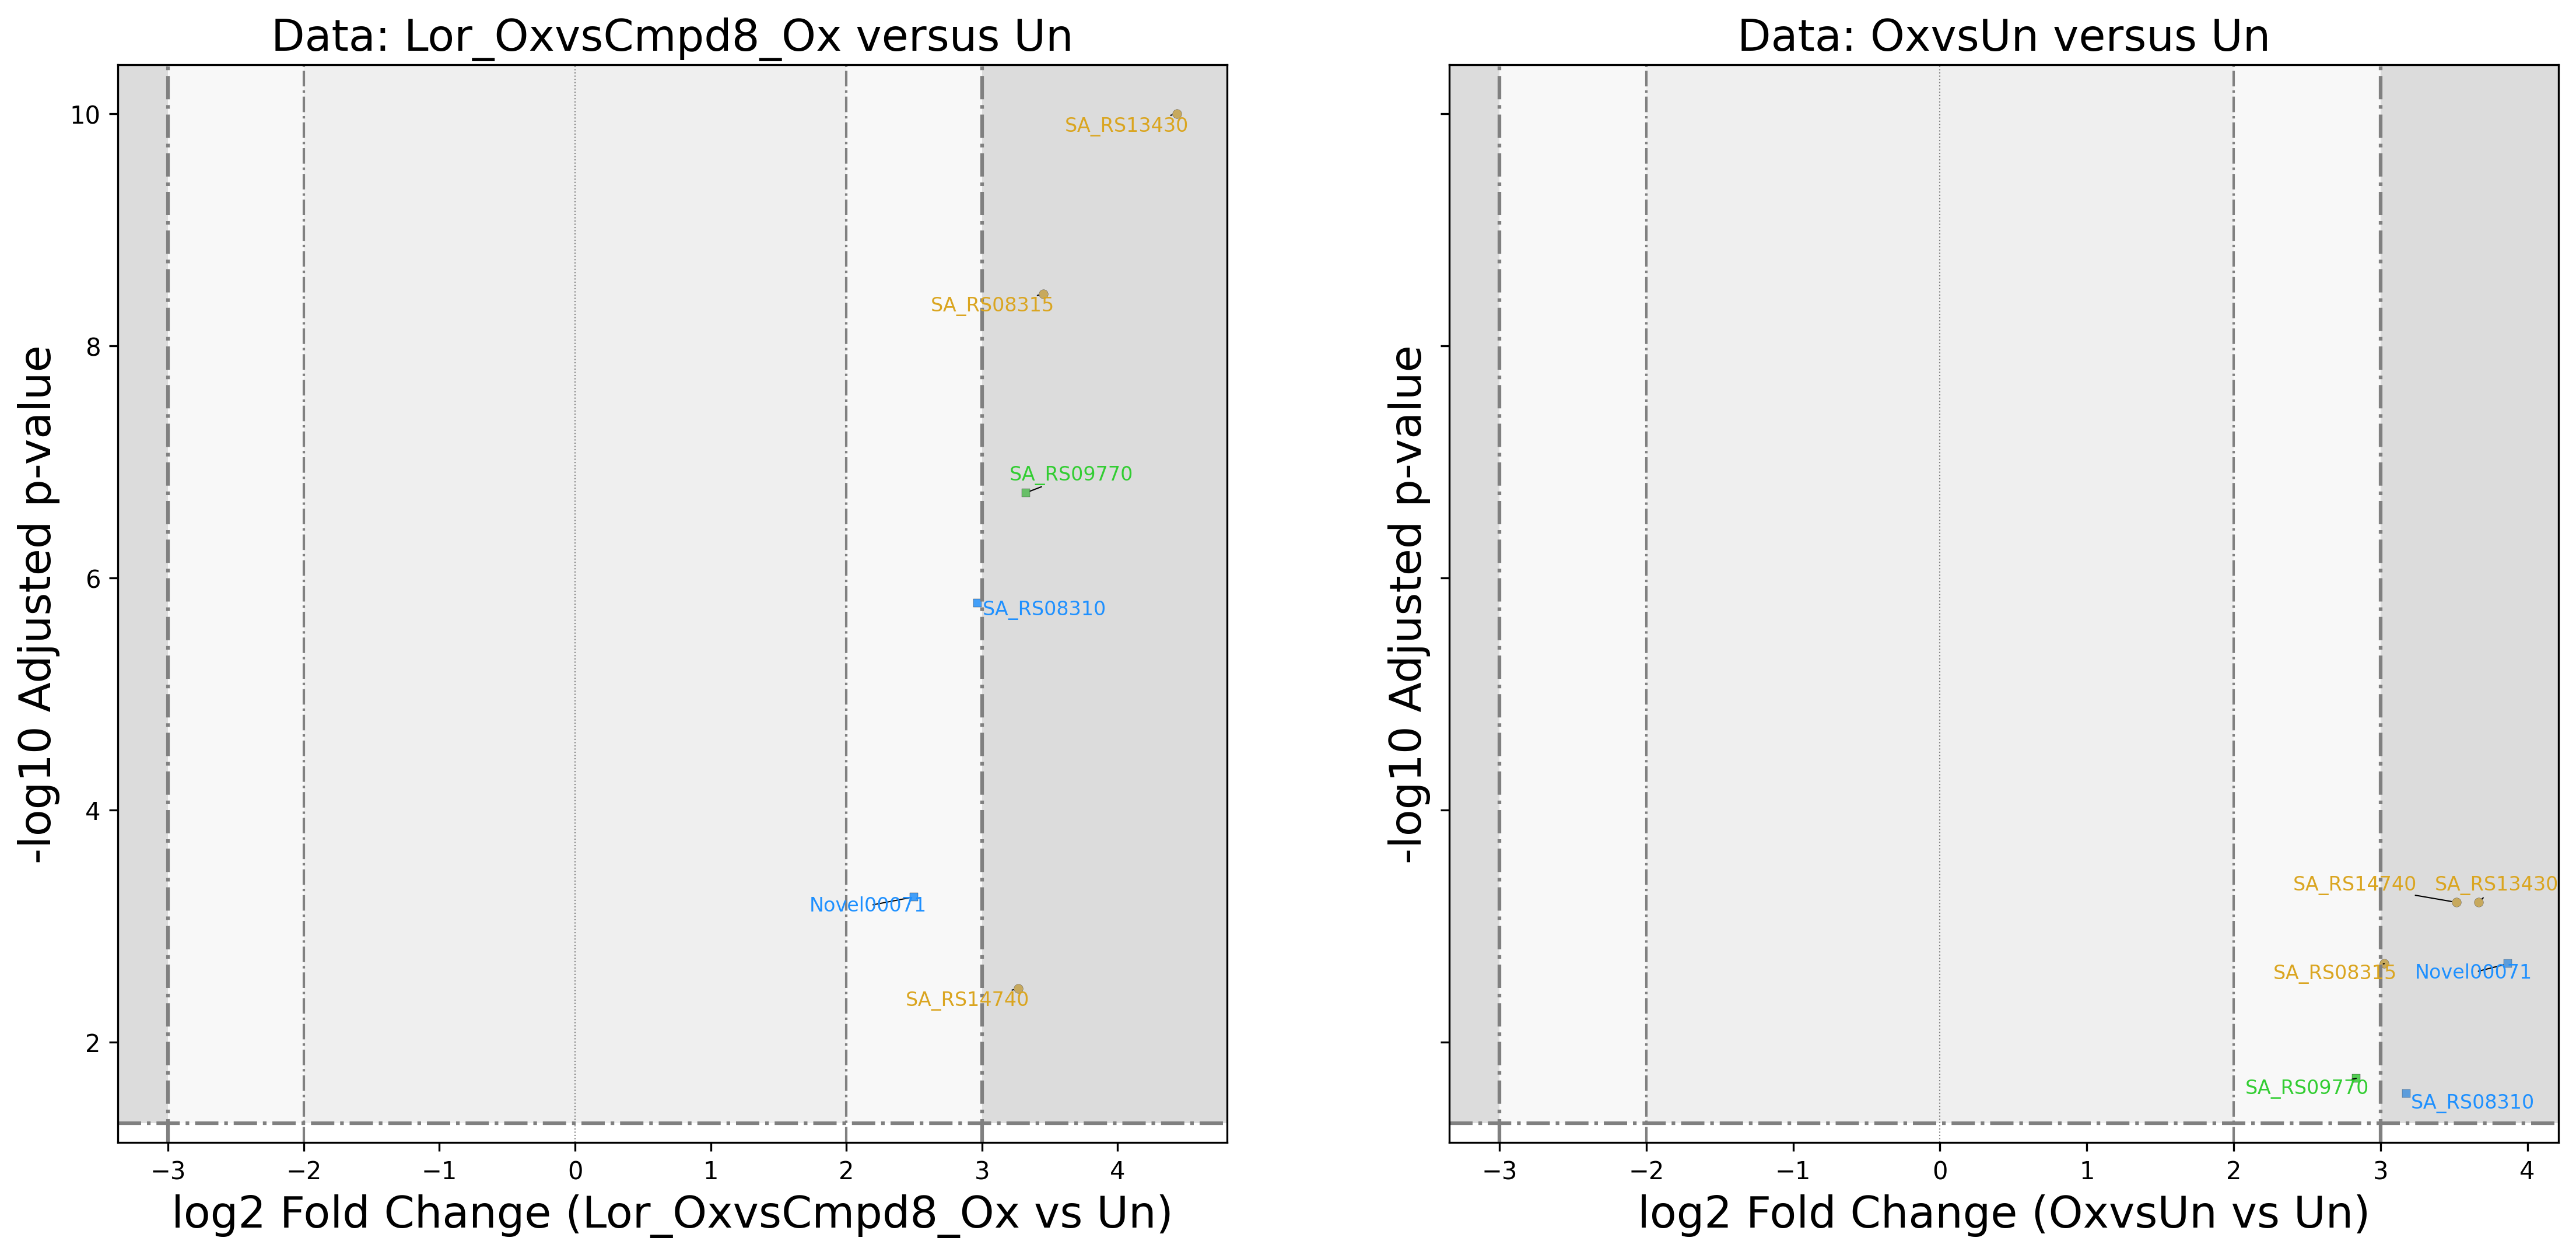 Data: Lor_OxvsCmpd8_Ox versus Un
-log10 Adjusted p-value
10
8
6
4
2
SA_RS13430
SA_RS08315
SA_RS09770
SA_RS08310
Novel00071
SA_RS14740
−3 −2 −1 0 1 2 3 4
log2 Fold Change (Lor_OxvsCmpd8_Ox vs Un)
Data: OxvsUn versus Un
-log10 Adjusted p-value
SA_RS14740 SA_RS13430
SA_RS08315 Novel00071
SA_RS09770
SA_RS08310
−3 −2 −1 0 1 2 3 4
log2 Fold Change (OxvsUn vs Un)